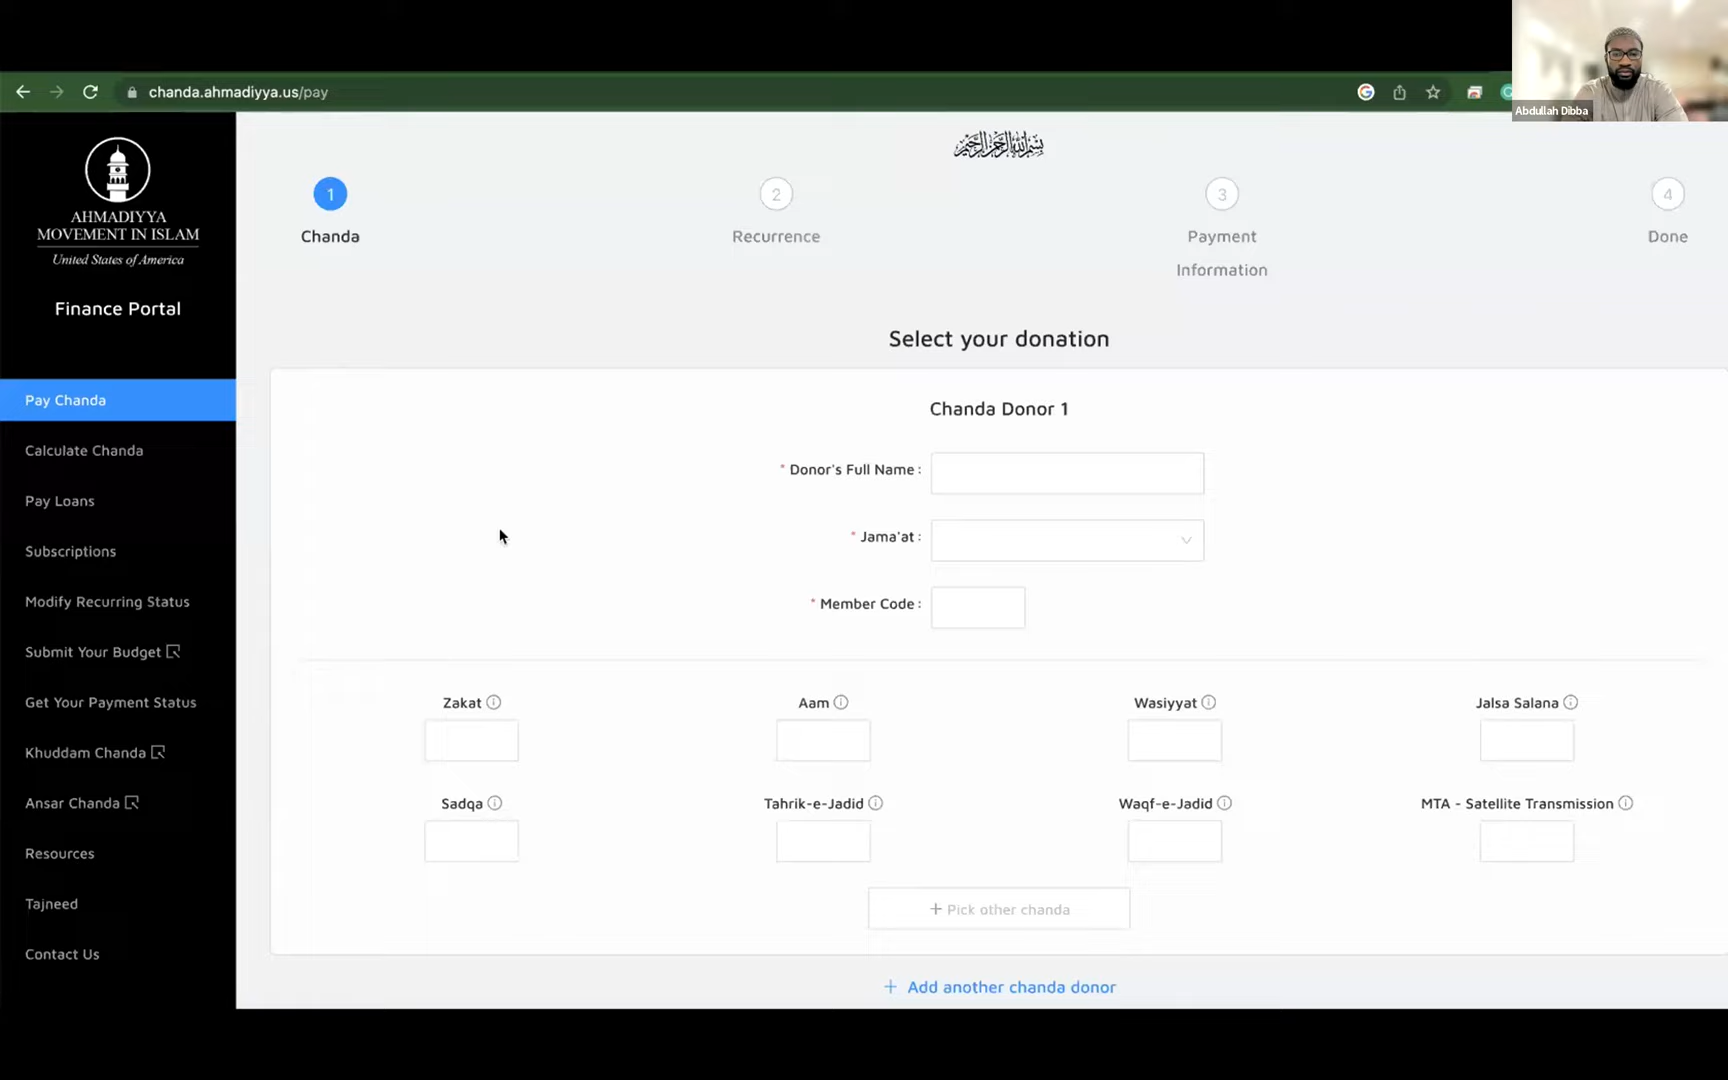 chanda.ahmadiyya.us/pay
Abdullah Dibba
AHMADIYYA
MOVEMENT IN ISLAM
United States of America
Finance Portal
Pay Chanda
Calculate Chanda
Pay Loans
Subscriptions
Modify Recurring Status
Submit Your Budget
Get Your Payment Status
Khuddam Chanda
Ansar Chanda
Resources
Tajneed
Contact Us
بسم الله الرحمن الرحيم
1
Chanda
2
Recurrence
3
Payment
Information
4
Done
Select your donation
Chanda Donor 1
* Donor's Full Name :
* Jama'at :
* Member Code :
Zakat
Aam
Wasiyyat
Jalsa Salana
Sadqa
Tahrik-e-Jadid
Waqf-e-Jadid
MTA - Satellite Transmission
+ Pick other chanda
+ Add another chanda donor